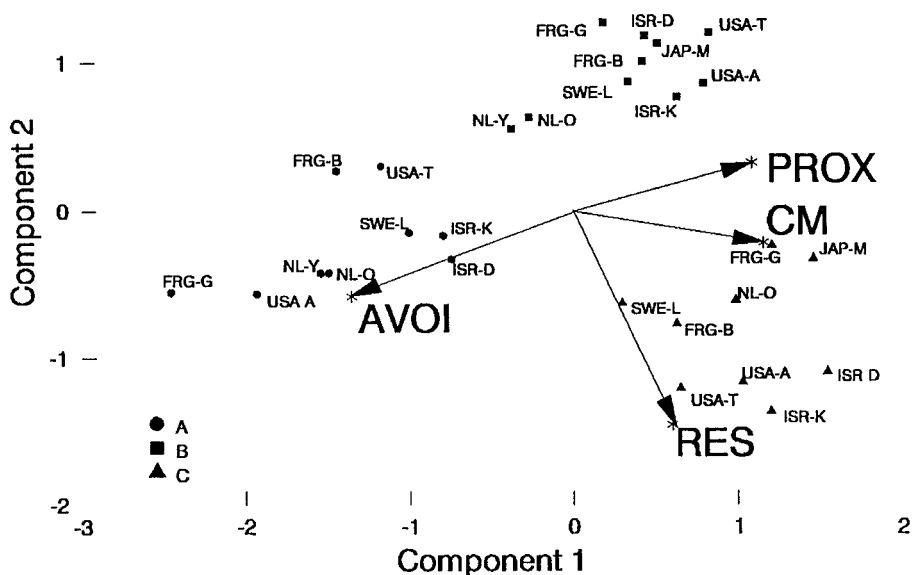 FRG-G
ISR-D
USA-T
JAP-M
FRG-B
SWE-L
USA-A
ISR-K
NL-Y
NL-O
1
Component 2
FRG-B
USA-T
PROX
SWE-L
ISR-K
0
CM
FRG-G
JAP-M
NL-Y
NL-O
ISR-D
FRG-G
USA A
AVOI
SWE-L
NL-O
FRG-B
-1
USA-T
USA-A
ISR D
ISR-K
RES
A
B
C
-2
-3
-2
-1
0
1
2
Component 1